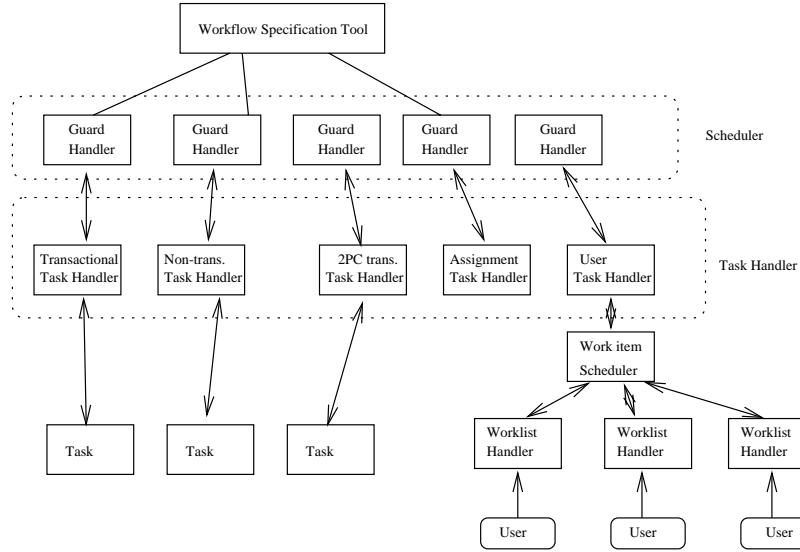 Workflow Specification Tool
Guard
Handler
Guard
Handler
Guard
Handler
Guard
Handler
Guard
Handler
Scheduler
Transactional
Task Handler
Non-trans.
Task Handler
2PC trans.
Task Handler
Assignment
Task Handler
User
Task Handler
Task Handler
Work item
Scheduler
Task
Task
Task
Worklist
Handler
Worklist
Handler
Worklist
Handler
User
User
User